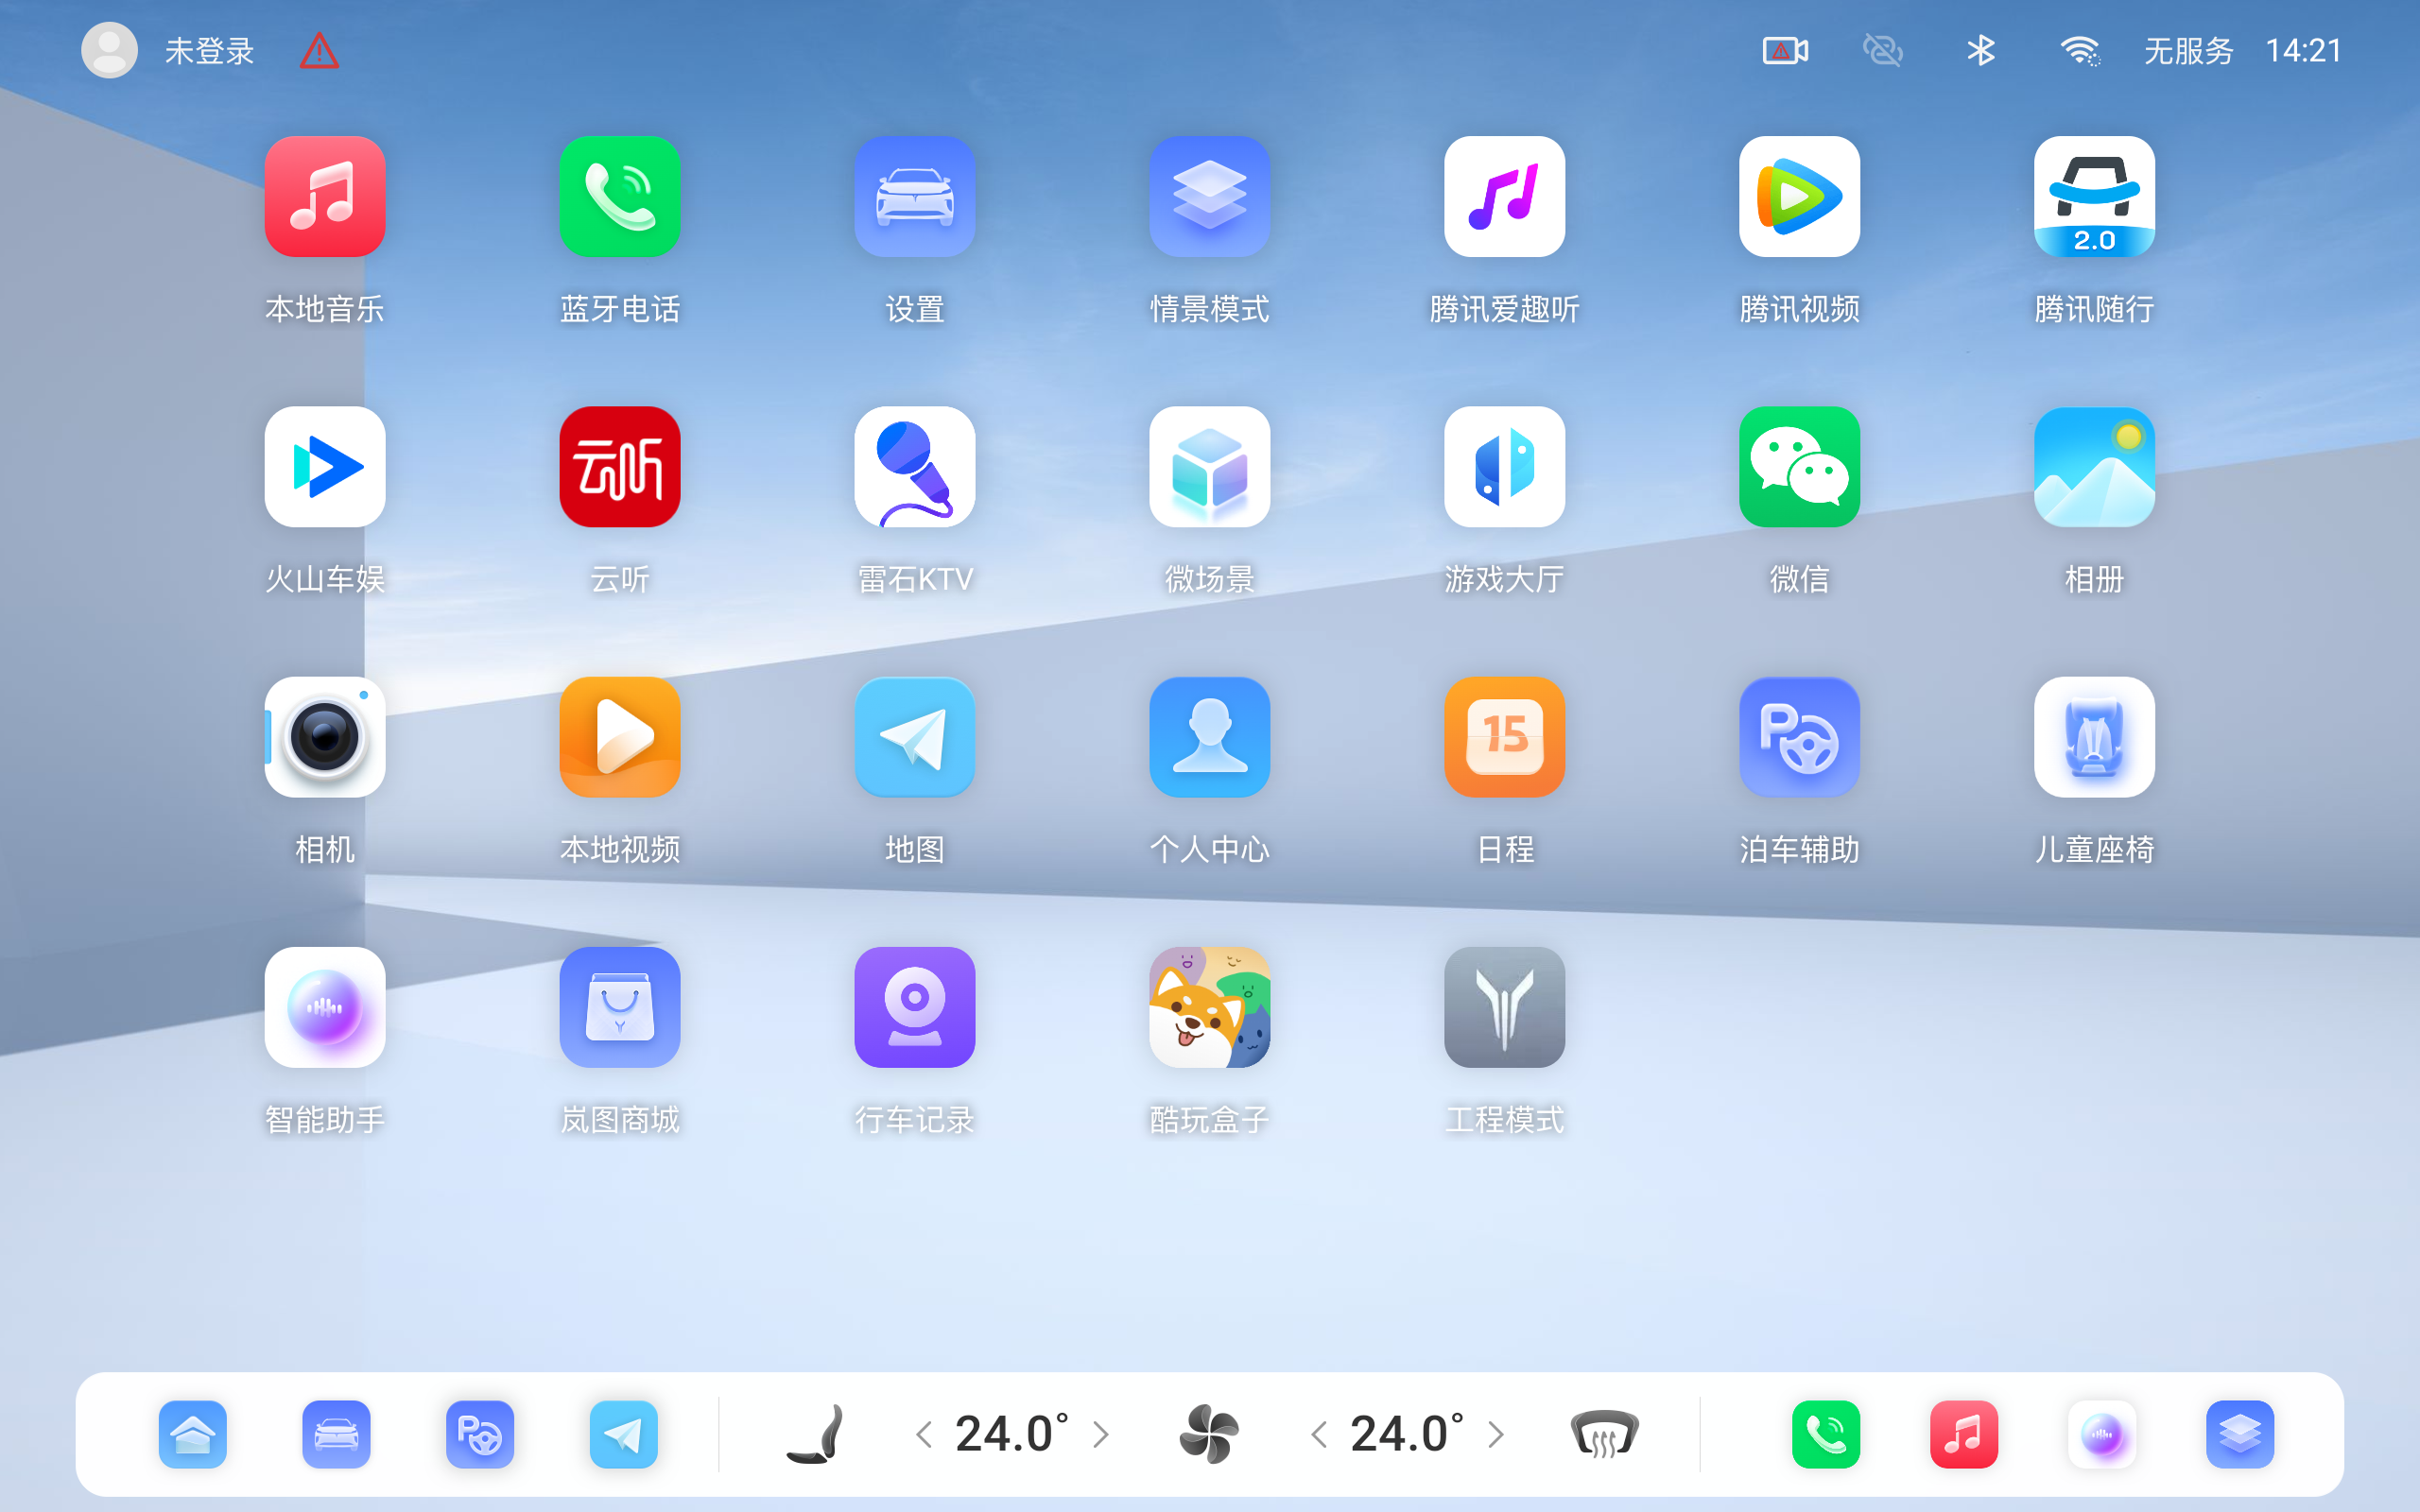 未登录
无服务 14:21
2.0
本地音乐 蓝牙电话 设置 情景模式 腾讯爱趣听 腾讯视频 腾讯随行
云听
火山车娱 云听 雷石KTV 微场景 游戏大厅 微信 相册
15 P
相机 本地视频 地图 个人中心 日程 泊车辅助 儿童座椅
智能助手 岚图商城 行车记录 酷玩盒子 工程模式
P 24.0° 24.0°